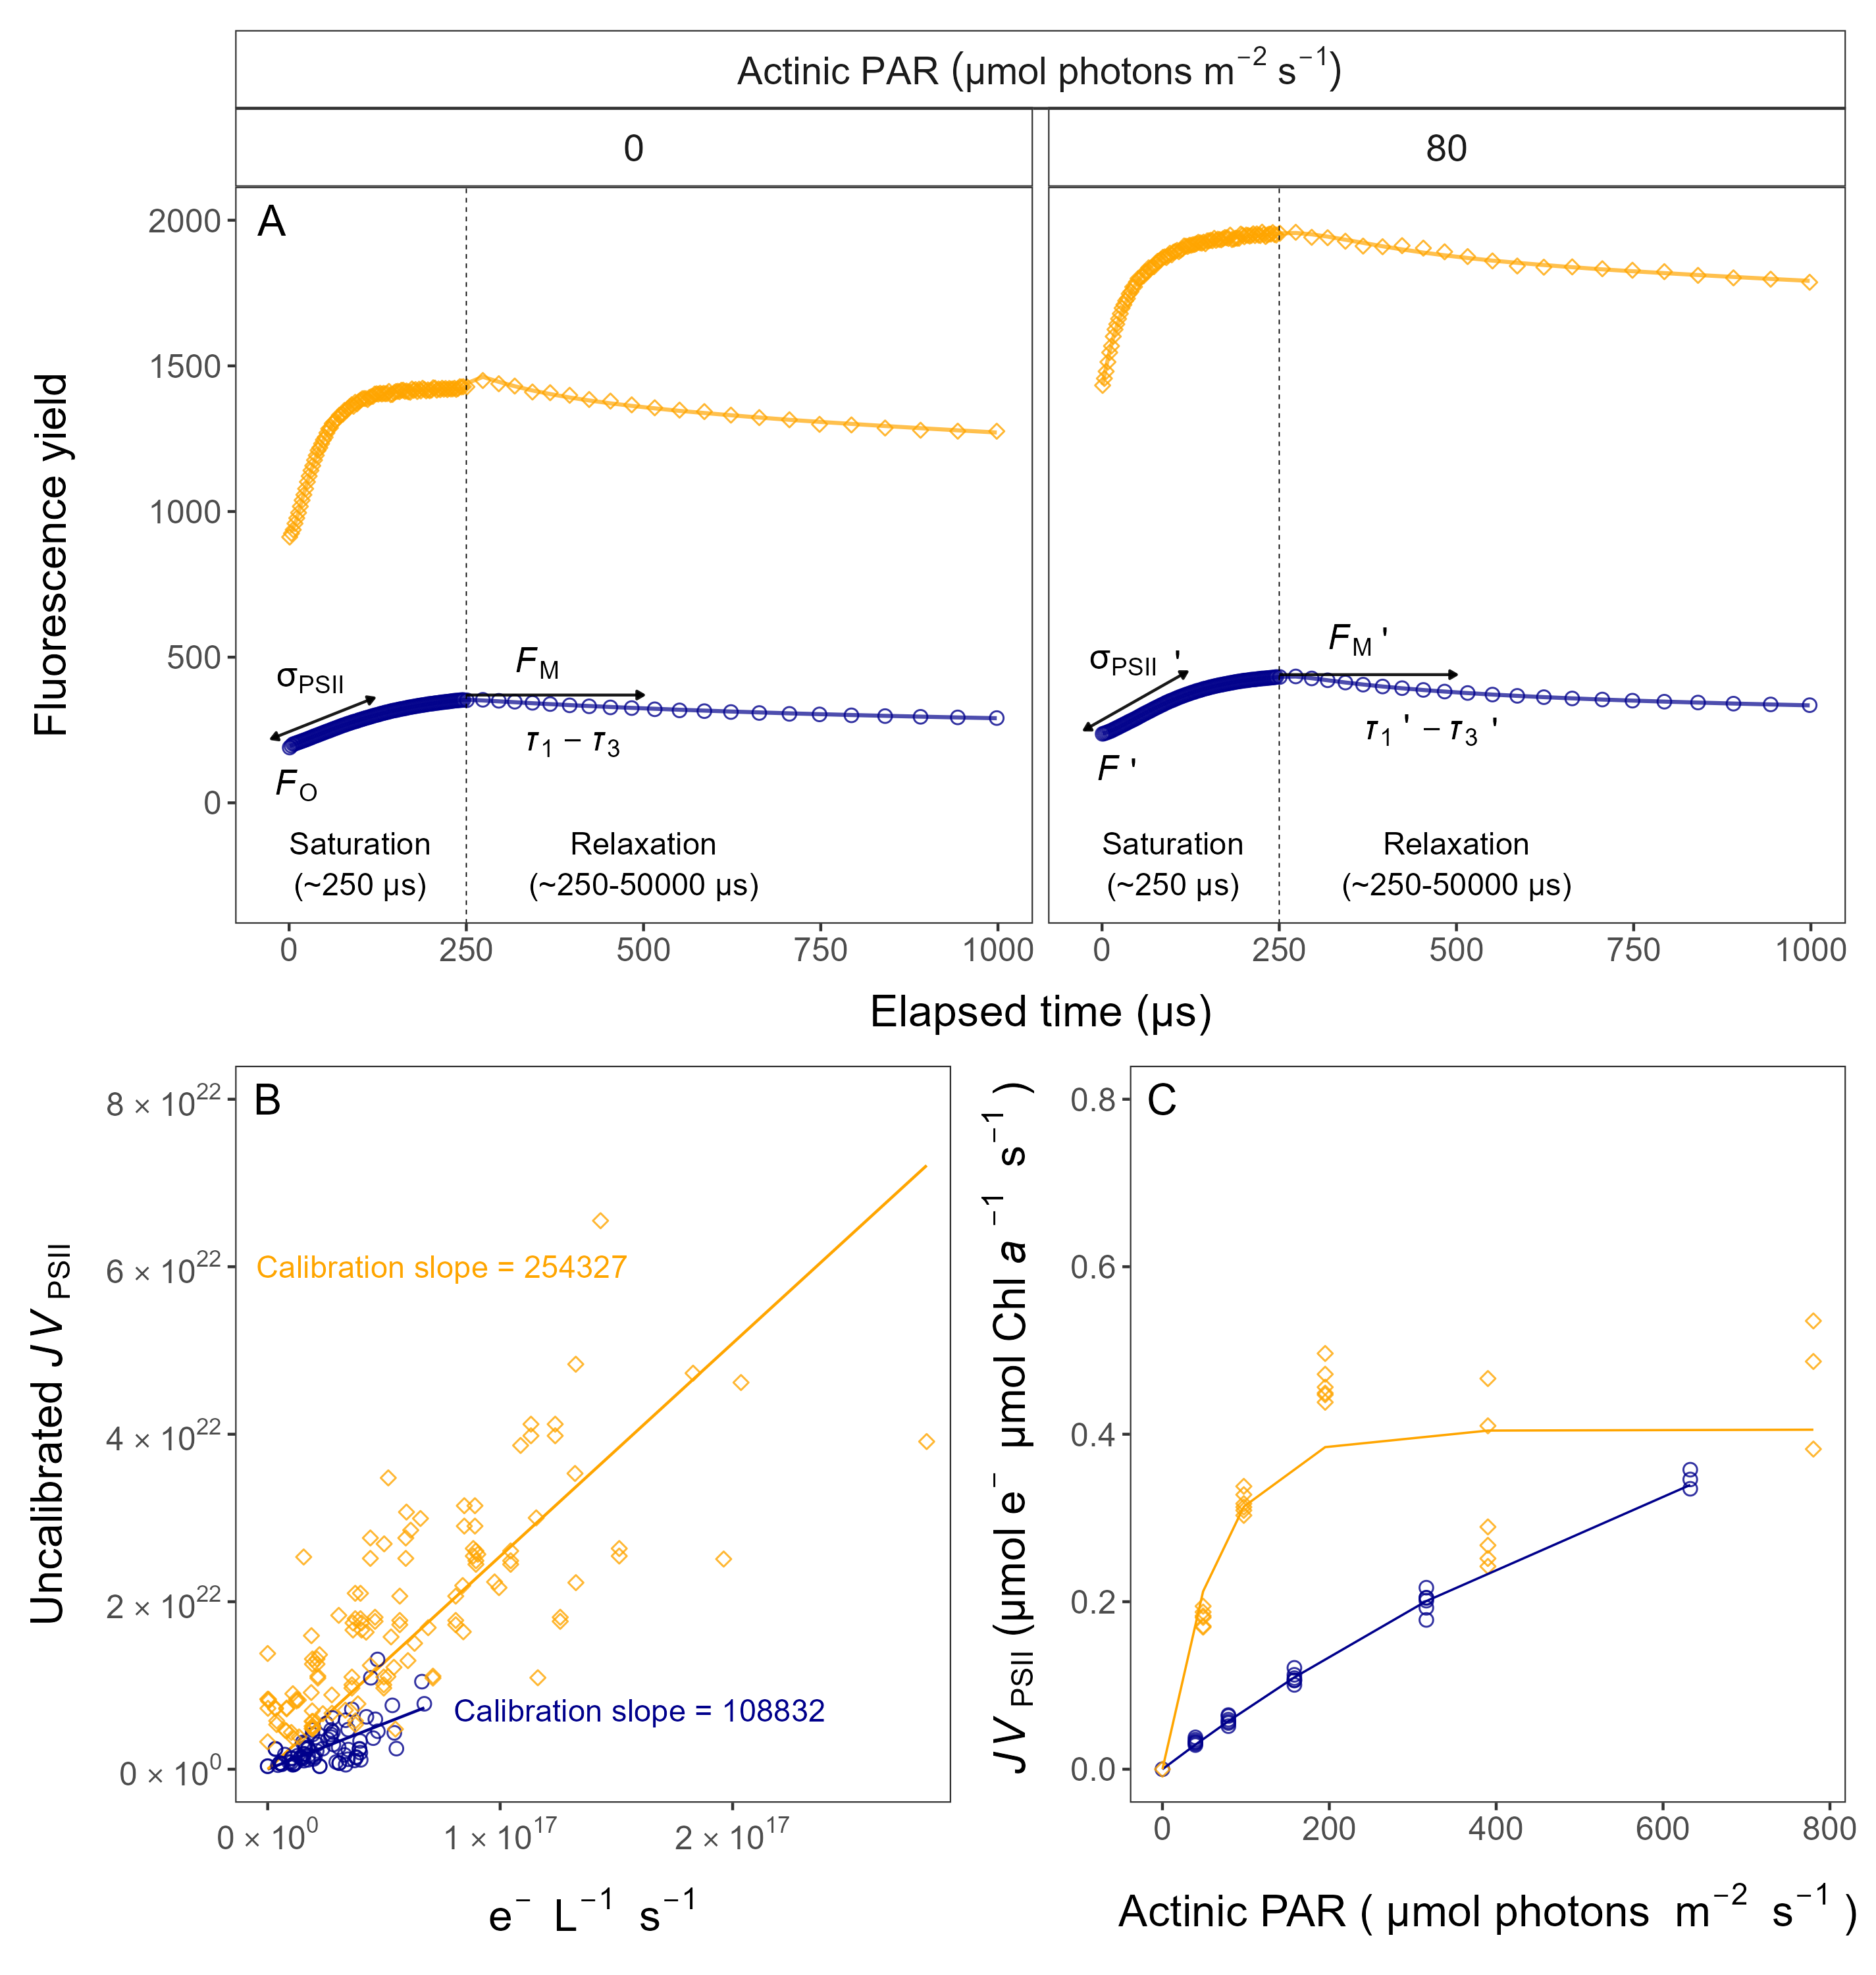 Actinic PAR (µmol photons m⁻² s⁻¹)
0
80
A
Fluorescence yield
2000
1500
1000
500
0
σPSII
FM
τ1 − τ3
FO
Saturation
(~250 µs)
Relaxation
(~250-50000 µs)
σPSII '
FM '
τ1 ' − τ3 '
F '
Saturation
(~250 µs)
Relaxation
(~250-50000 µs)
0 250 500 750 1000
0 250 500 750 1000
Elapsed time (µs)
B
Uncalibrated JV PSII
8 × 10²²
6 × 10²²
4 × 10²²
2 × 10²²
0 × 10⁰
Calibration slope = 254327
Calibration slope = 108832
0 × 10⁰ 1 × 10¹⁷ 2 × 10¹⁷
e⁻ L⁻¹ s⁻¹
C
JV PSII (µmol e⁻ µmol Chl a⁻¹ s⁻¹ )
0.8
0.6
0.4
0.2
0.0
0 200 400 600 800
Actinic PAR ( µmol photons m⁻² s⁻¹ )